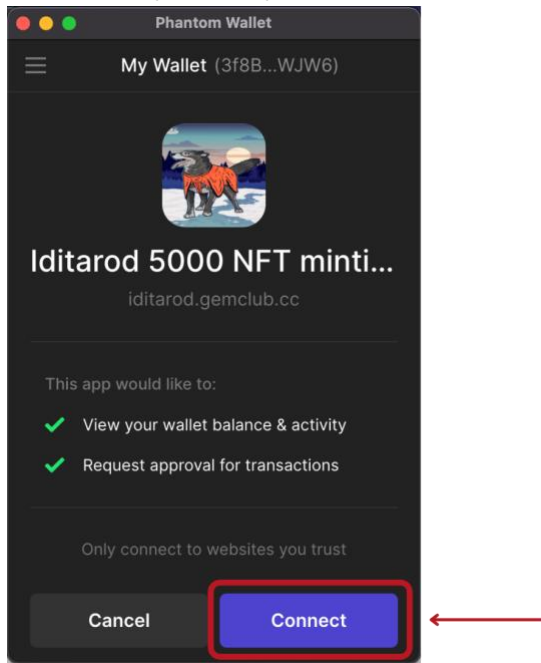 Phantom Wallet
My Wallet (3f8B...WJW6)
Iditarod 5000 NFT minti...
iditarod.gemclub.cc
This app would like to:
View your wallet balance & activity
Request approval for transactions
Only connect to websites you trust
Cancel
Connect